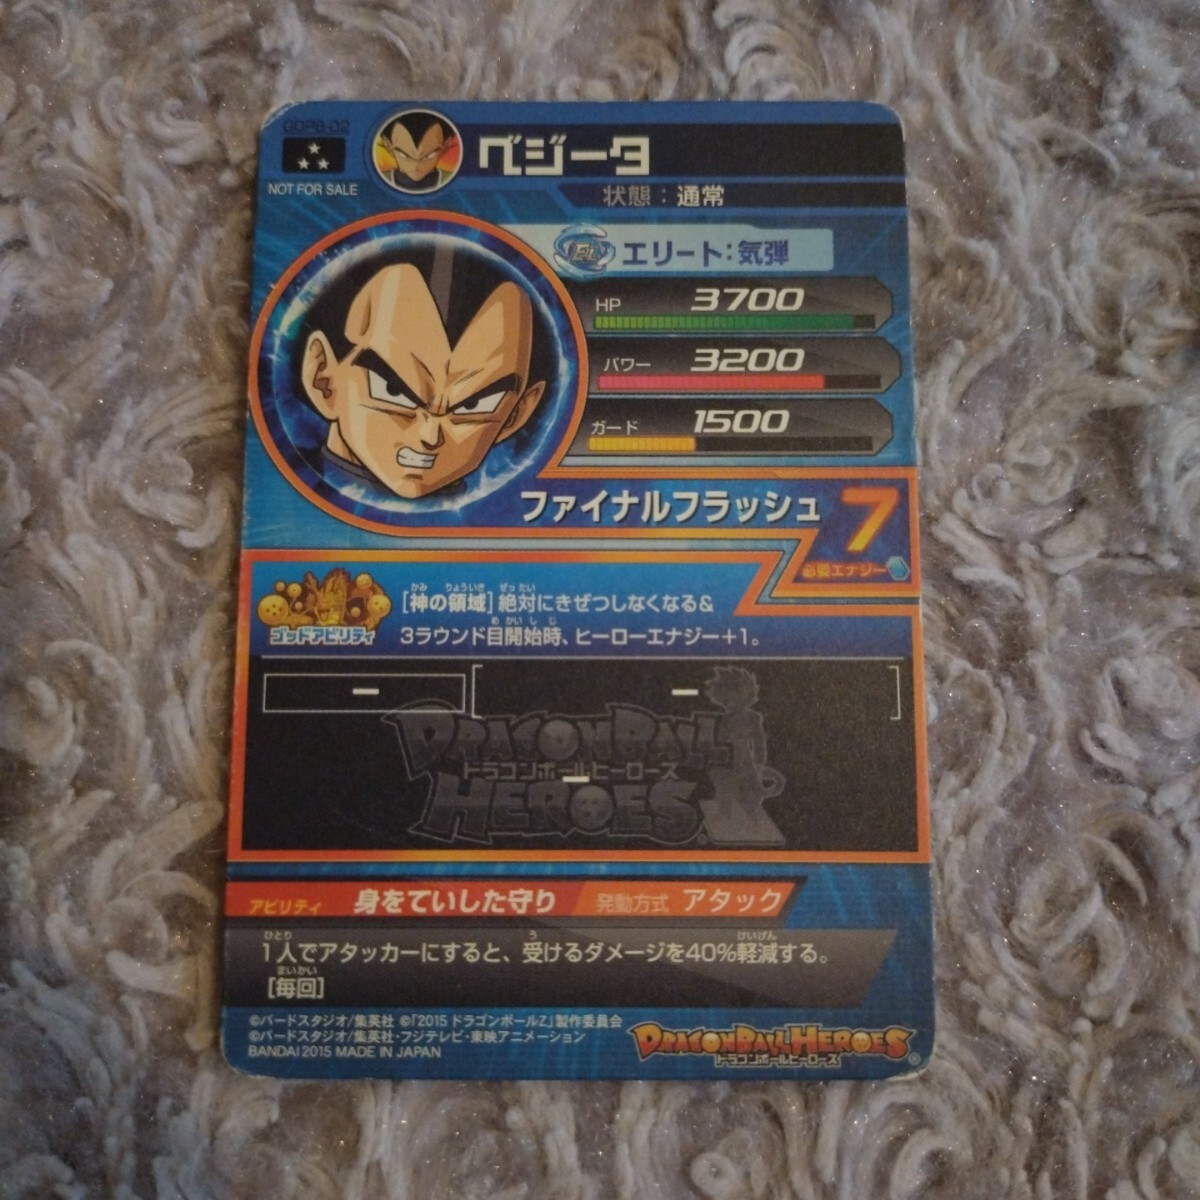 GDPB-02
NOT FOR SALE
ベジータ
状態：通常
EL
エリート：気弾
HP 3700
パワー 3200
ガード 1500
ファイナルフラッシュ 7
必要エナジー
ゴッドアビリティ
かみ りょういき ぜったい
[神の領域] 絶対にきぜつしなくなる&
め かいしじ
3ラウンド目開始時、ヒーローエナジー+1。
ー ー
DRAGONBALL
ドラゴンボールヒーローズ
ー
HEROES
アビリティ 身をていした守り 発動方式 アタック
ひとり う けいげん
1人でアタッカーにすると、受けるダメージを40%軽減する。
まいかい
[毎回]
©バードスタジオ/集英社 ©「2015 ドラゴンボールZ」製作委員会
©バードスタジオ/集英社・フジテレビ・東映アニメーション
BANDAI 2015 MADE IN JAPAN
DRAGONBALL HEROES
ドラゴンボールヒーローズ
®